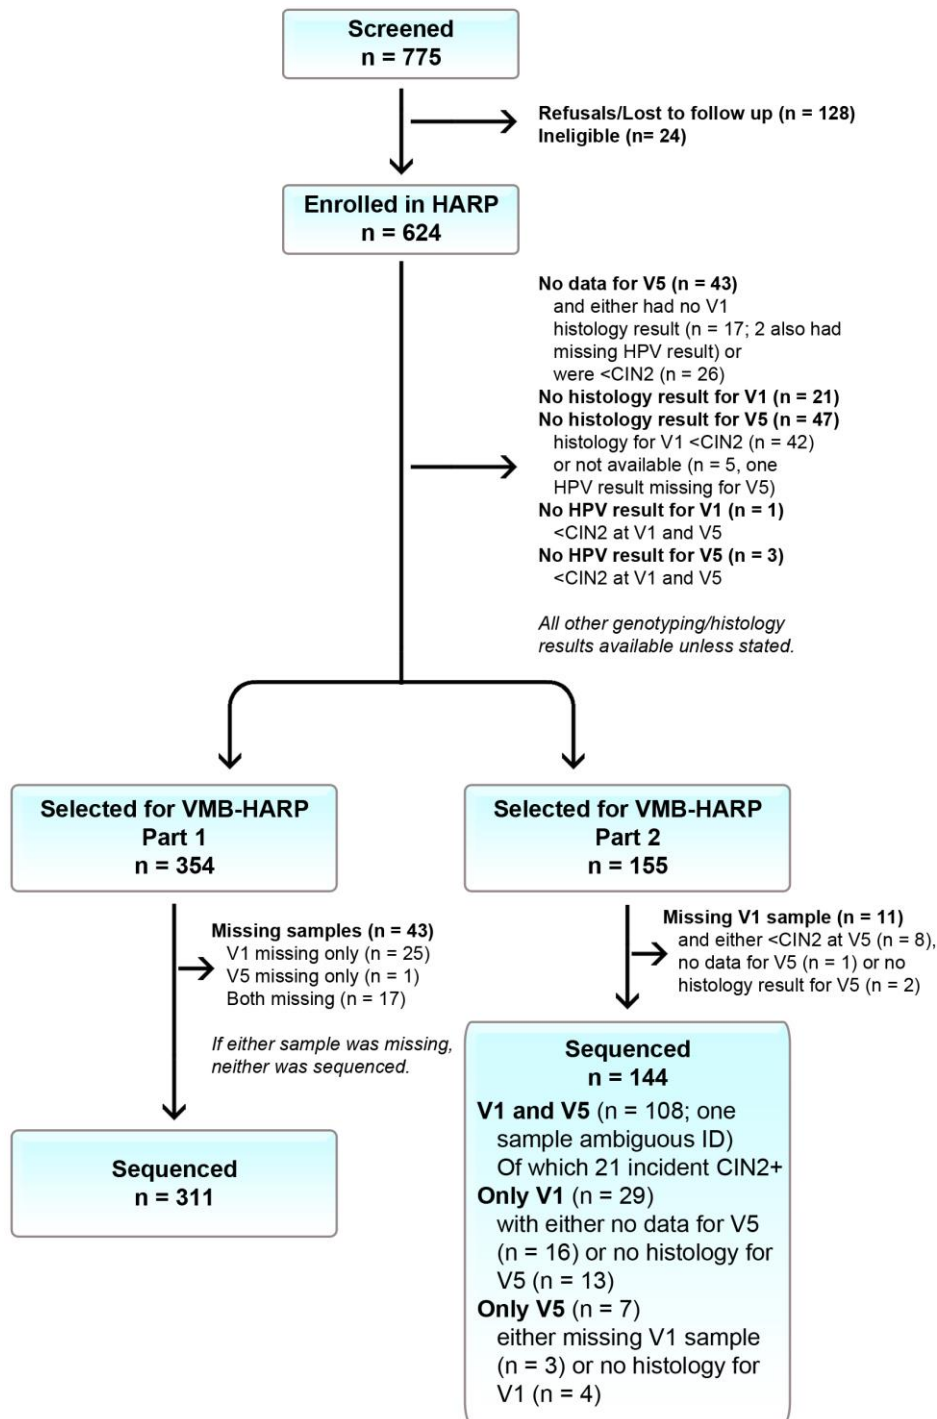 Screened
n = 775
Refusals/Lost to follow up (n = 128)
Ineligible (n= 24)
Enrolled in HARP
n = 624
No data for V5 (n = 43)
and either had no V1
histology result (n = 17; 2 also had
missing HPV result) or
were <CIN2 (n = 26)
No histology result for V1 (n = 21)
No histology result for V5 (n = 47)
histology for V1 <CIN2 (n = 42)
or not available (n = 5, one
HPV result missing for V5)
No HPV result for V1 (n = 1)
<CIN2 at V1 and V5
No HPV result for V5 (n = 3)
<CIN2 at V1 and V5
All other genotyping/histology
results available unless stated.
Selected for VMB-HARP
Part 1
n = 354
Missing samples (n = 43)
V1 missing only (n = 25)
V5 missing only (n = 1)
Both missing (n = 17)
If either sample was missing,
neither was sequenced.
Sequenced
n = 311
Selected for VMB-HARP
Part 2
n = 155
Missing V1 sample (n = 11)
and either <CIN2 at V5 (n = 8),
no data for V5 (n = 1) or no
histology result for V5 (n = 2)
Sequenced
n = 144
V1 and V5 (n = 108; one
sample ambiguous ID)
Of which 21 incident CIN2+
Only V1 (n = 29)
with either no data for V5
(n = 16) or no histology for
V5 (n = 13)
Only V5 (n = 7)
either missing V1 sample
(n = 3) or no histology for
V1 (n = 4)